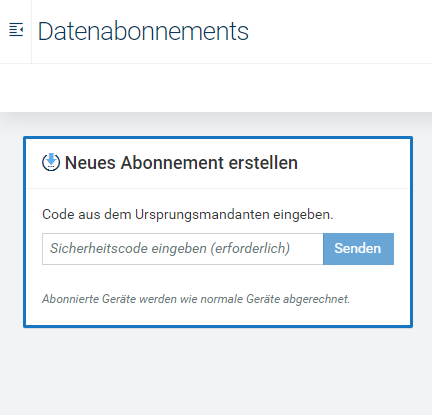 Datenabonnements
Neues Abonnement erstellen
Code aus dem Ursprungsmandanten eingeben.
Sicherheitscode eingeben (erforderlich) Senden
Abonnierte Geräte werden wie normale Geräte abgerechnet.